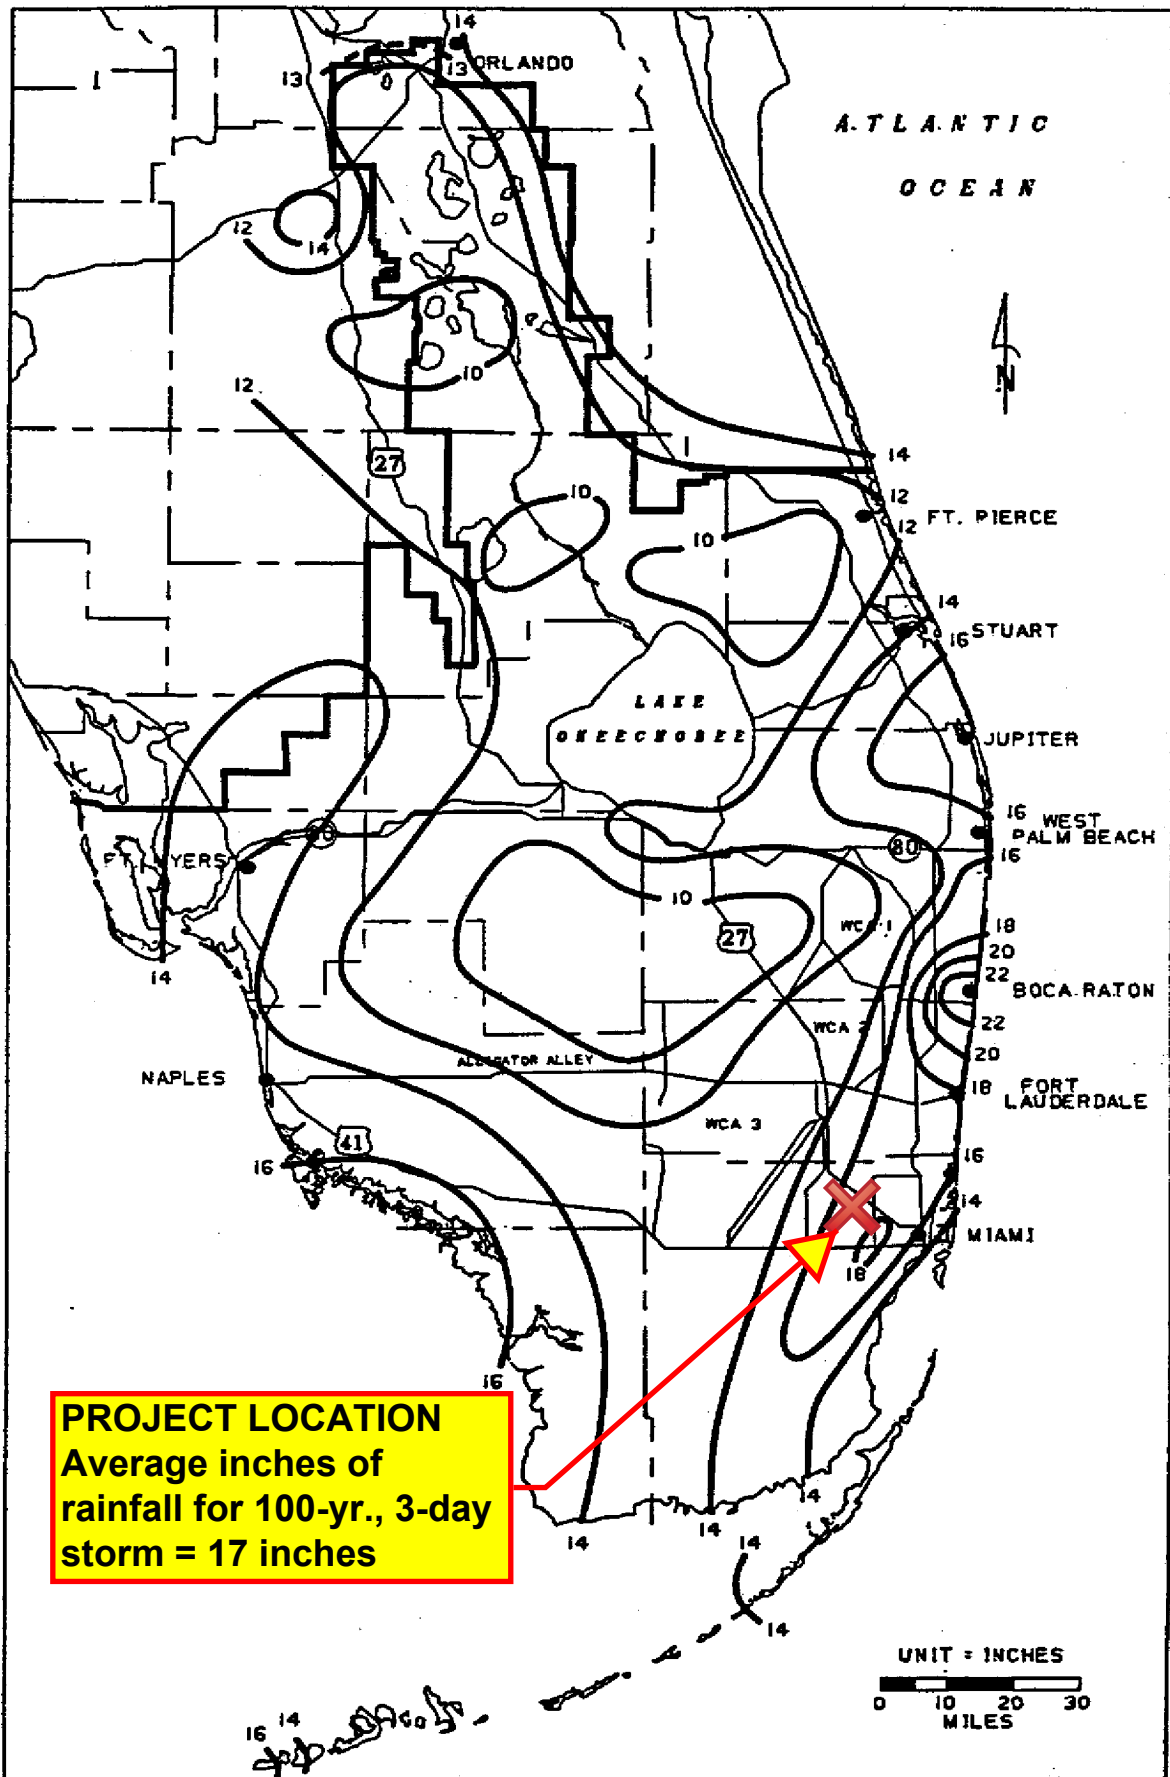 14
ORLANDO
13
13
ATLANTIC
OCEAN
12
14
N
10
12
27
14
10
12
FT. PIERCE
12
10
14
16
STUART
LAKE
OKEECHOBEE
JUPITER
16
WEST
PALM BEACH
80
80
16
FT. MYERS
10
WCA 1
27
18
20
22
BOCA RATON
14
22
WCA 2
20
ALLIGATOR ALLEY
NAPLES
18
FORT
LAUDERDALE
WCA 3
41
16
16
14
MIAMI
18
16
PROJECT LOCATION
Average inches of
rainfall for 100-yr., 3-day
storm = 17 inches
14
14
14
14
14
UNIT = INCHES
0 10 20 30
MILES
16
14